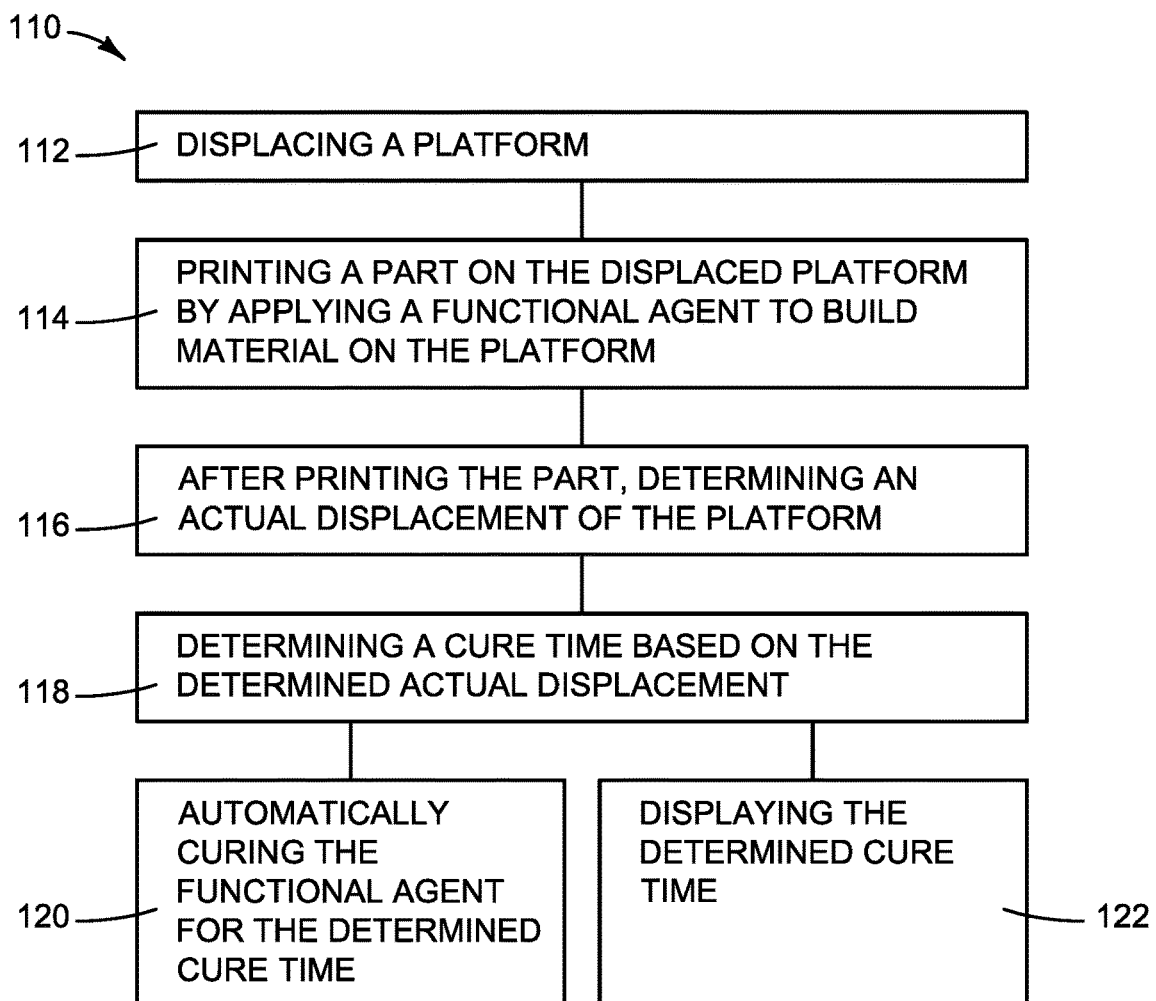 110
112
DISPLACING A PLATFORM
114
PRINTING A PART ON THE DISPLACED PLATFORM
BY APPLYING A FUNCTIONAL AGENT TO BUILD
MATERIAL ON THE PLATFORM
116
AFTER PRINTING THE PART, DETERMINING AN
ACTUAL DISPLACEMENT OF THE PLATFORM
118
DETERMINING A CURE TIME BASED ON THE
DETERMINED ACTUAL DISPLACEMENT
120
AUTOMATICALLY
CURING THE
FUNCTIONAL AGENT
FOR THE DETERMINED
CURE TIME
DISPLAYING THE
DETERMINED CURE
TIME
122